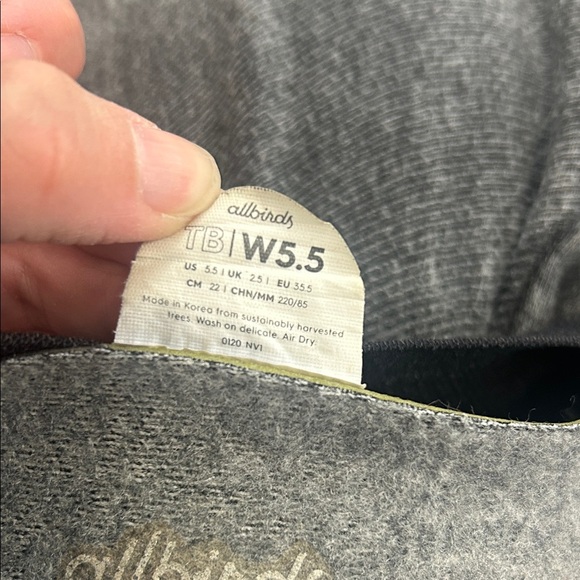 allbirds
TB | W5.5
US 5.5 | UK 2.5 | EU 35.5
CM 22 | CHN/MM 220/85
Made in Korea from sustainably harvested
trees. Wash on delicate. Air Dry.
0120 NV1
allbirds